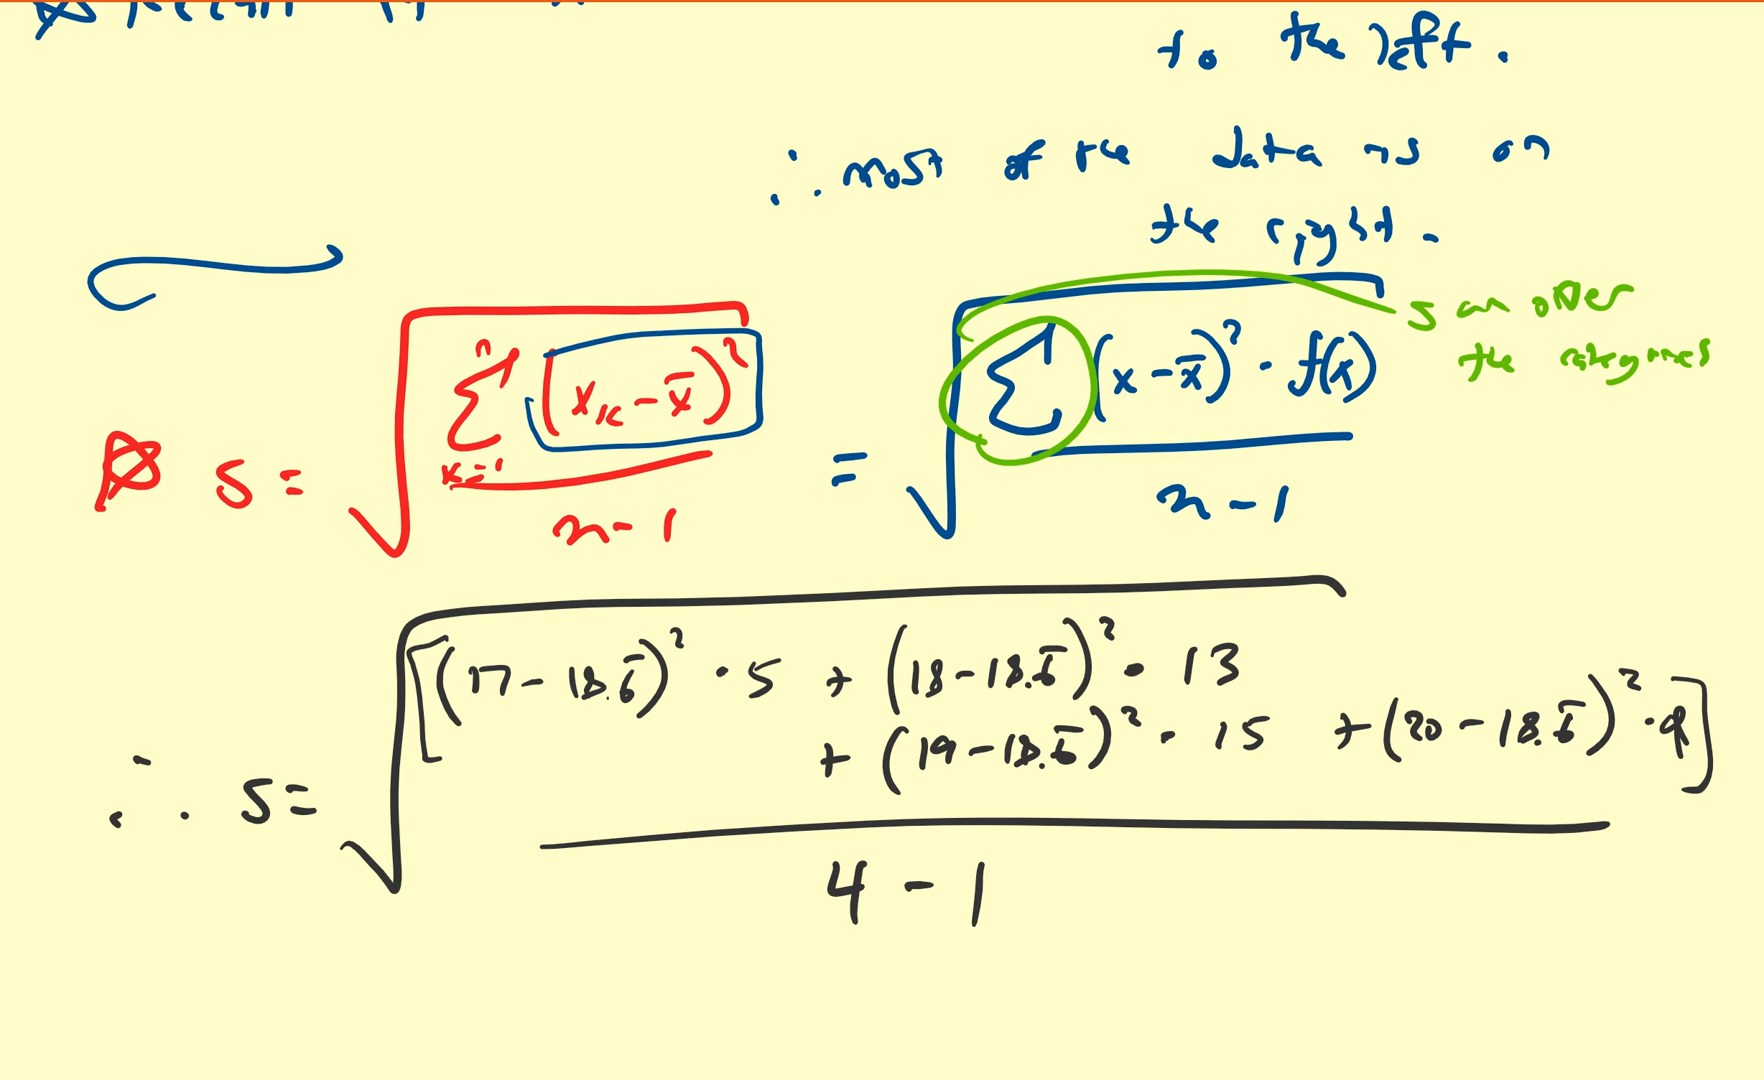 to the left.
∴ most of the data is on
the right.
s = √( Σ_{k=1}^{n} (x_k - x̄)² / (n - 1) ) = √( Σ (x - x̄)² · f(x) / (n - 1) )
the categories
∴ s = √( [(17 - 18.6̄)² · 5 + (18 - 18.6̄)² · 13
+ (19 - 18.6̄)² · 15 + (20 - 18.6̄)² · 9]
/ (4 - 1) )